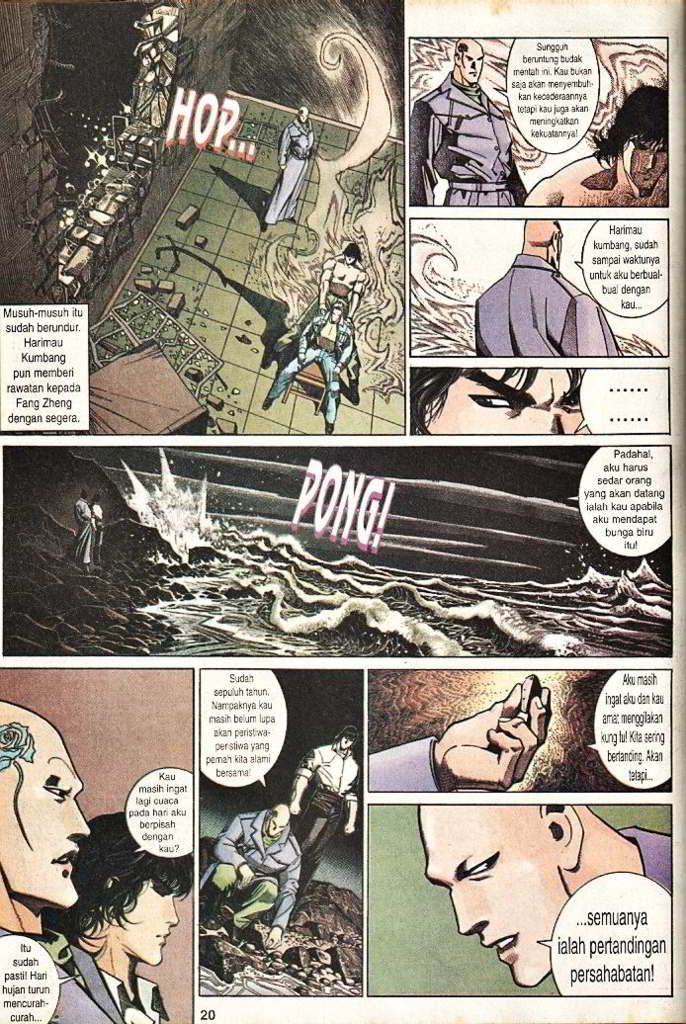 HOP...
Musuh-musuh itu
sudah berundur.
Harimau
Kumbang
pun memberi
rawatan kepada
Fang Zheng
dengan segera.
Sungguh
beruntung budak
mentah ini. Kau bukan
saja akan menyembuh-
kan kecederaannya
tetapi kau juga akan
meningkatkan
kekuatannya!
Harimau
kumbang, sudah
sampai waktunya
untuk aku berbual-
bual dengan
kau...
......
......
PONG!
Padahal,
aku harus
sedar orang
yang akan datang
ialah kau apabila
aku mendapat
bunga biru
itu!
Kau
masih ingat
lagi cuaca
pada hari aku
berpisah
dengan
kau?
Itu
sudah
pasti! Hari
hujan turun
mencurah-
curah...
Sudah
sepuluh tahun.
Nampaknya kau
masih belum lupa
akan peristiwa-
peristiwa yang
pernah kita alami
bersama!
Aku masih
ingat aku dan kau
amat menggilakan
kung fu! Kita sering
bertanding. Akan
tetapi...
...semuanya
ialah pertandingan
persahabatan!
20